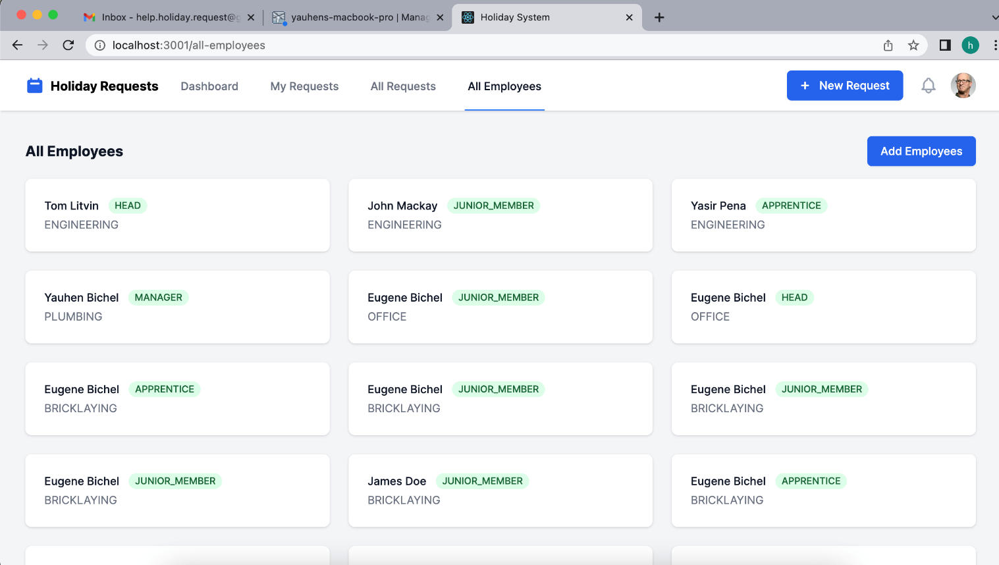 Inbox - help.holiday.request@g
yauhens-macbook-pro | Manag
Holiday System
localhost:3001/all-employees
h
Holiday Requests
Dashboard
My Requests
All Requests
All Employees
+ New Request
All Employees
Add Employees
Tom Litvin HEAD
ENGINEERING
John Mackay JUNIOR_MEMBER
ENGINEERING
Yasir Pena APPRENTICE
ENGINEERING
Yauhen Bichel MANAGER
PLUMBING
Eugene Bichel JUNIOR_MEMBER
OFFICE
Eugene Bichel HEAD
OFFICE
Eugene Bichel APPRENTICE
BRICKLAYING
Eugene Bichel JUNIOR_MEMBER
BRICKLAYING
Eugene Bichel JUNIOR_MEMBER
BRICKLAYING
Eugene Bichel JUNIOR_MEMBER
BRICKLAYING
James Doe JUNIOR_MEMBER
BRICKLAYING
Eugene Bichel APPRENTICE
BRICKLAYING